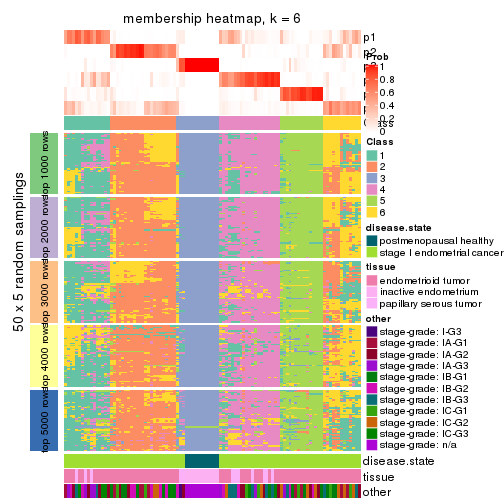 membership heatmap, k = 6
p1
p2
Prob
1
0.8
0.6
0.4
0.2
0
p4
Class
1
2
3
4
5
6
disease.state
postmenopausal healthy
stage I endometrial cancer
tissue
endometrioid tumor
inactive endometrium
papillary serous tumor
other
stage-grade: I-G3
stage-grade: IA-G1
stage-grade: IA-G2
stage-grade: IA-G3
stage-grade: IB-G1
stage-grade: IB-G2
stage-grade: IB-G3
stage-grade: IC-G1
stage-grade: IC-G2
stage-grade: IC-G3
stage-grade: n/a
50 x 5 random samplings
top 1000 rows
top 2000 rows
top 3000 rows
top 4000 rows
top 5000 rows
disease.state
tissue
other